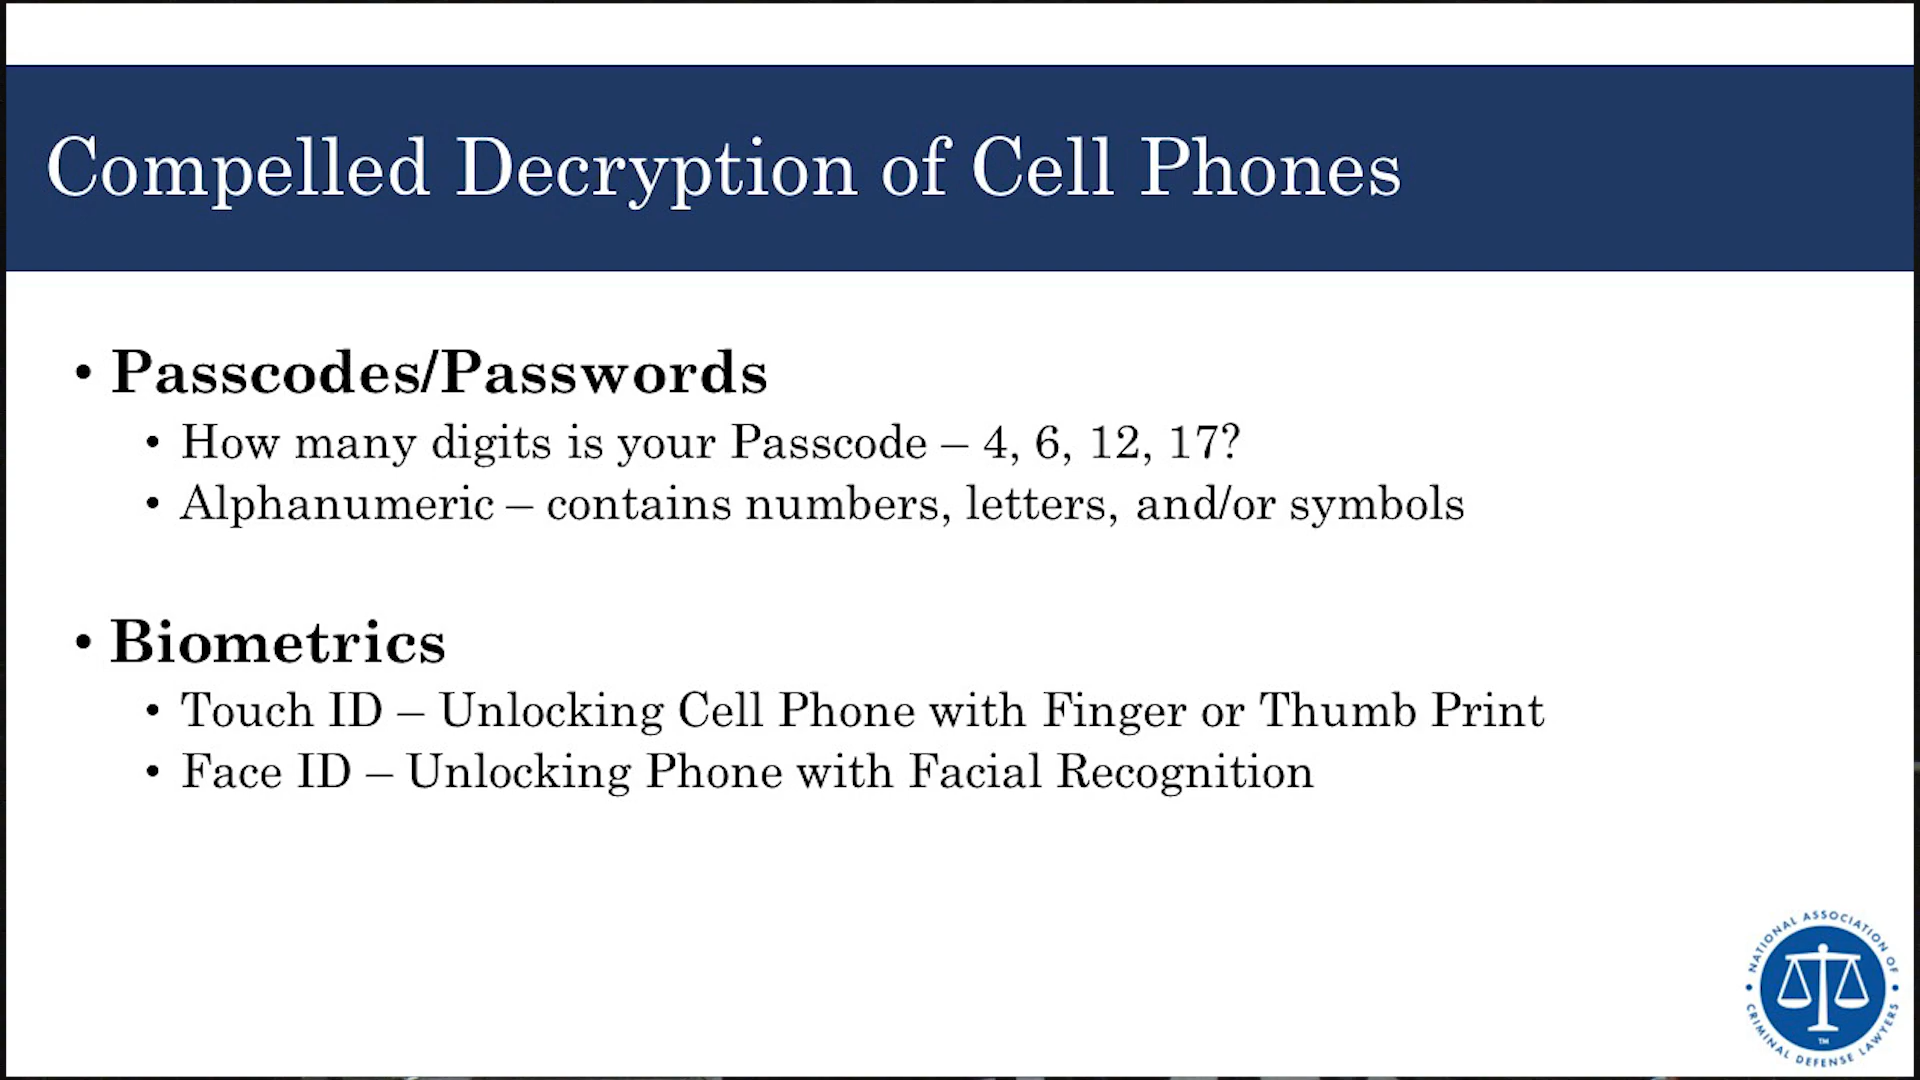 Compelled Decryption of Cell Phones
• Passcodes/Passwords
• How many digits is your Passcode – 4, 6, 12, 17?
• Alphanumeric – contains numbers, letters, and/or symbols
• Biometrics
• Touch ID – Unlocking Cell Phone with Finger or Thumb Print
• Face ID – Unlocking Phone with Facial Recognition
NATIONAL ASSOCIATION OF
CRIMINAL DEFENSE LAWYERS
TM